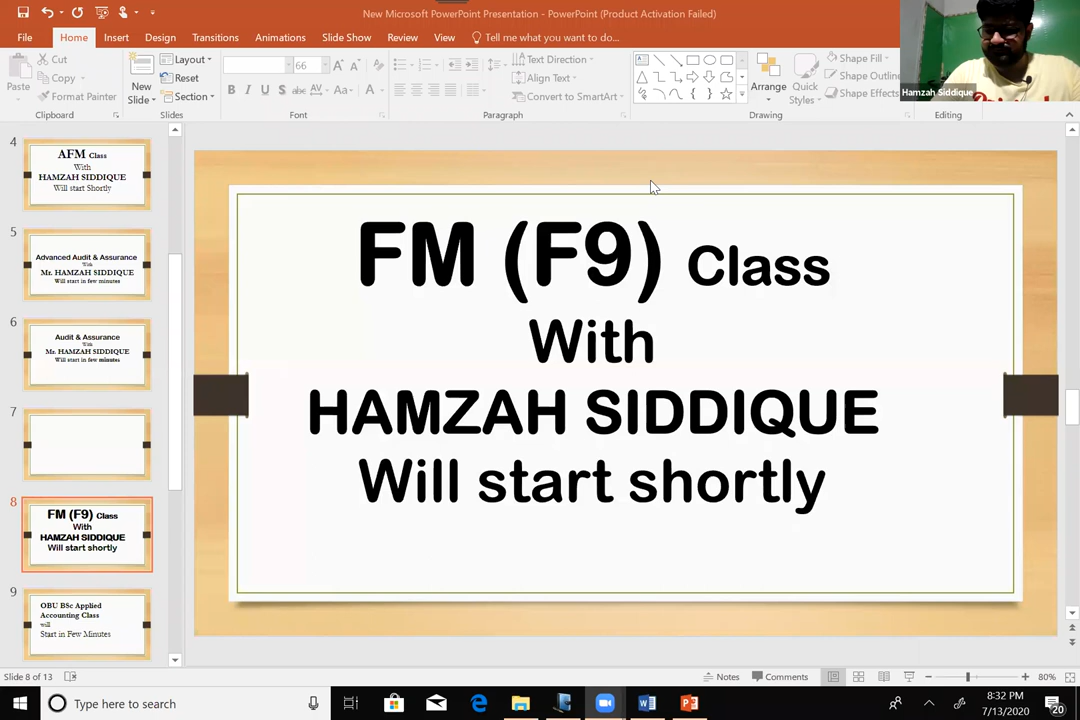 New Microsoft PowerPoint Presentation - PowerPoint (Product Activation Failed)
File Home Insert Design Transitions Animations Slide Show Review View Tell me what you want to do...
Paste
Cut
Copy
Format Painter
Clipboard
New Slide
Layout
Reset
Section
Slides
66
B I U S abc AV Aa A
Font
Text Direction
Align Text
Convert to SmartArt
Paragraph
Arrange
Quick Styles
Shape Fill
Shape Outline
Shape Effects
Drawing
Editing
Hamzah Siddique
4
AFM Class
With
HAMZAH SIDDIQUE
Will start Shortly
5
Advanced Audit & Assurance
With
Mr. HAMZAH SIDDIQUE
Will start in few minutes
6
Audit & Assurance
With
Mr. HAMZAH SIDDIQUE
Will start in few minutes
7
8
FM (F9) Class
With
HAMZAH SIDDIQUE
Will start shortly
9
OBU BSc Applied
Accounting Class
will
Start in Few Minutes
FM (F9) Class
With
HAMZAH SIDDIQUE
Will start shortly
Slide 8 of 13
Notes
Comments
80%
Type here to search
8:32 PM
7/13/2020
20